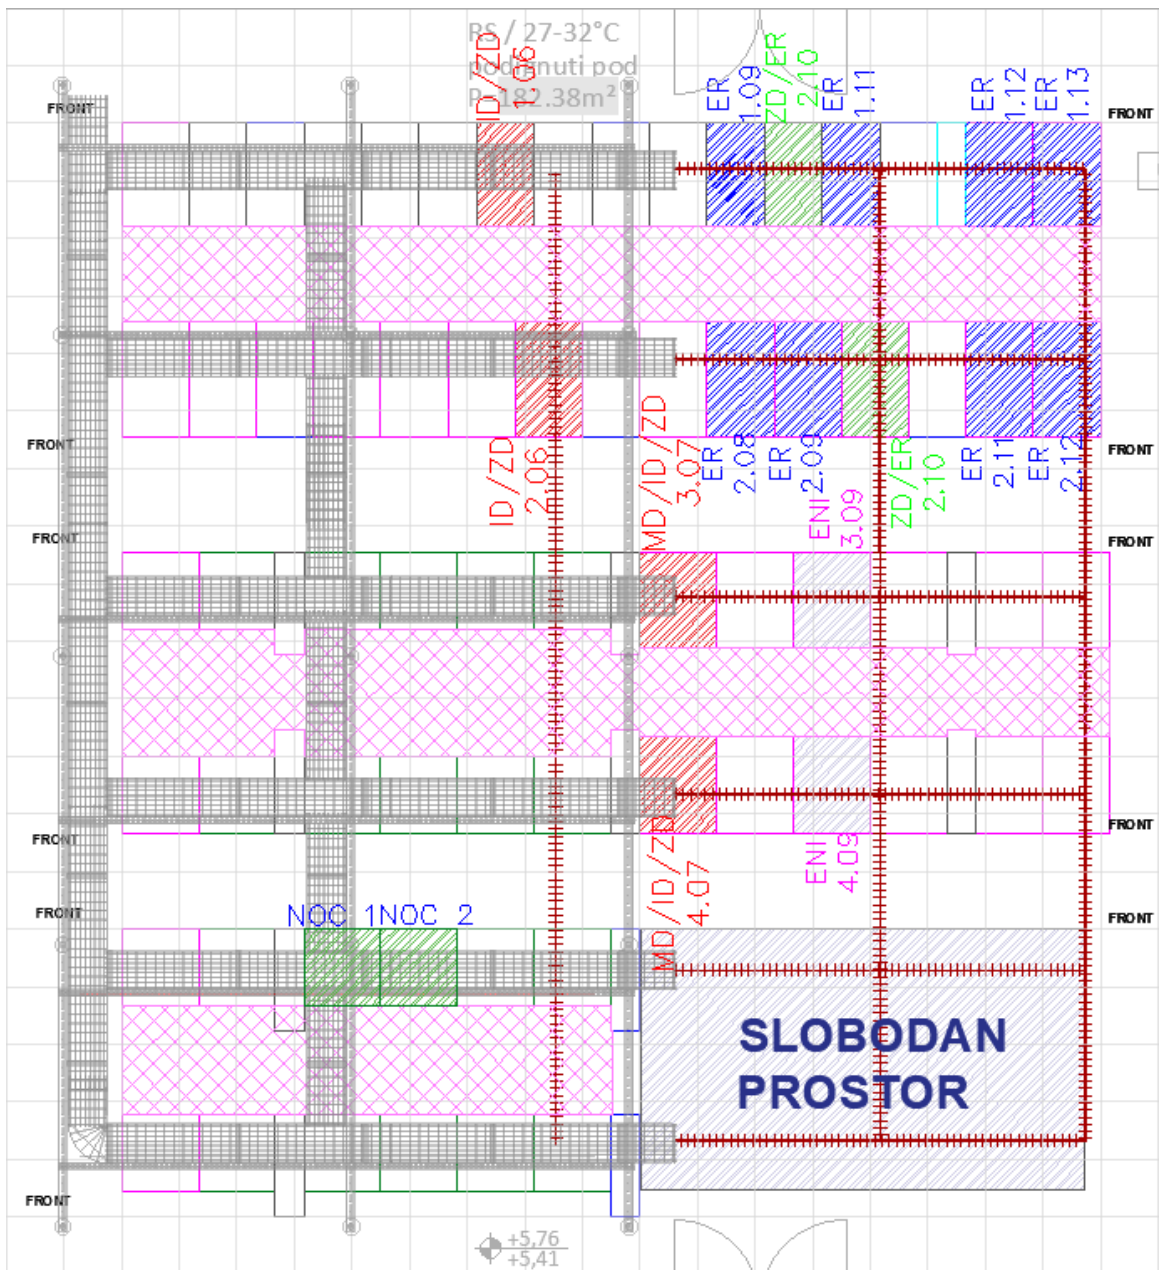 RS / 27-32°C
podignuti pod
P=182.38m²
ID/ZD
1.06
ER
1.09
ZD/ER
2.10
ER
1.11
ER
1.12
ER
1.13
FRONT
FRONT
FRONT
FRONT
ID/ZD
2.06
MD/ID/ZD
3.07
ER
2.08
ER
2.09
ZD/ER
2.10
ER
2.11
ER
2.12
ENI
3.09
FRONT
FRONT
FRONT
FRONT
MD/ID/ZD
4.07
ENI
4.09
FRONT
FRONT
NOC 1
NOC 2
SLOBODAN
PROSTOR
FRONT
+5,76
+5,41